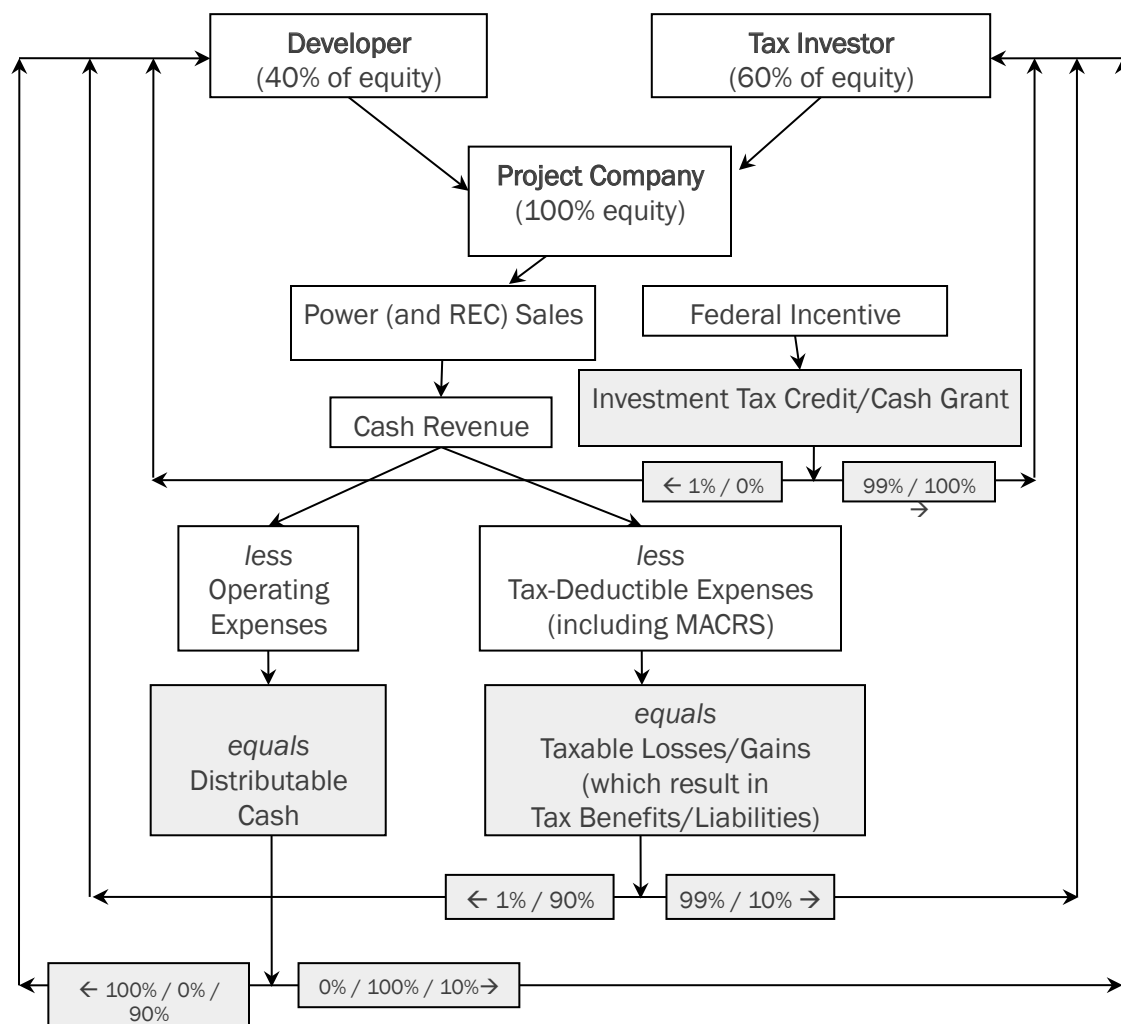 Developer
(40% of equity)
Tax Investor
(60% of equity)
Project Company
(100% equity)
Power (and REC) Sales
Federal Incentive
Investment Tax Credit/Cash Grant
Cash Revenue
← 1% / 0%
99% / 100%
→
less
Operating
Expenses
less
Tax-Deductible Expenses
(including MACRS)
equals
Distributable
Cash
equals
Taxable Losses/Gains
(which result in
Tax Benefits/Liabilities)
← 1% / 90%
99% / 10% →
← 100% / 0% /
90%
0% / 100% / 10%→